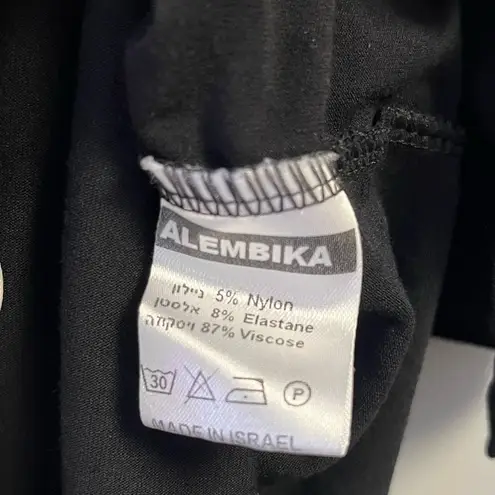 ALEMBIKA
ניילון 5% Nylon
אלסטן 8% Elastane
ויסקוזה 87% Viscose
30 P
MADE IN ISRAEL